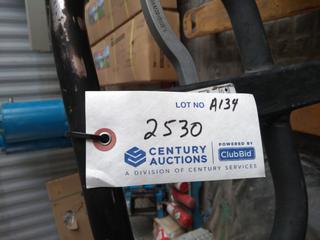 LOT NO A134
2530
CENTURY AUCTIONS
POWERED BY ClubBid
A DIVISION OF CENTURY SERVICES